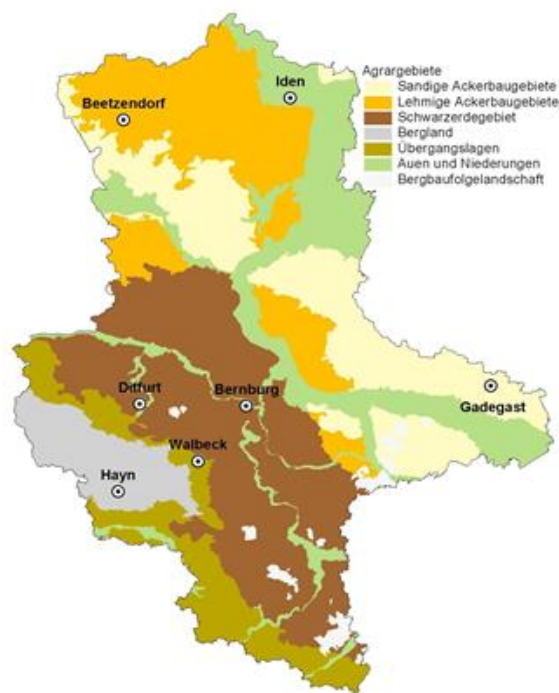 Iden
Beetzendorf
Agrargebiete
Sandige Ackerbaugebiete
Lehmige Ackerbaugebiete
Schwarzerdegebiet
Bergland
Übergangslagen
Auen und Niederungen
Bergbaufolgelandschaft
Ditfurt
Bernburg
Gadegast
Walbeck
Hayn